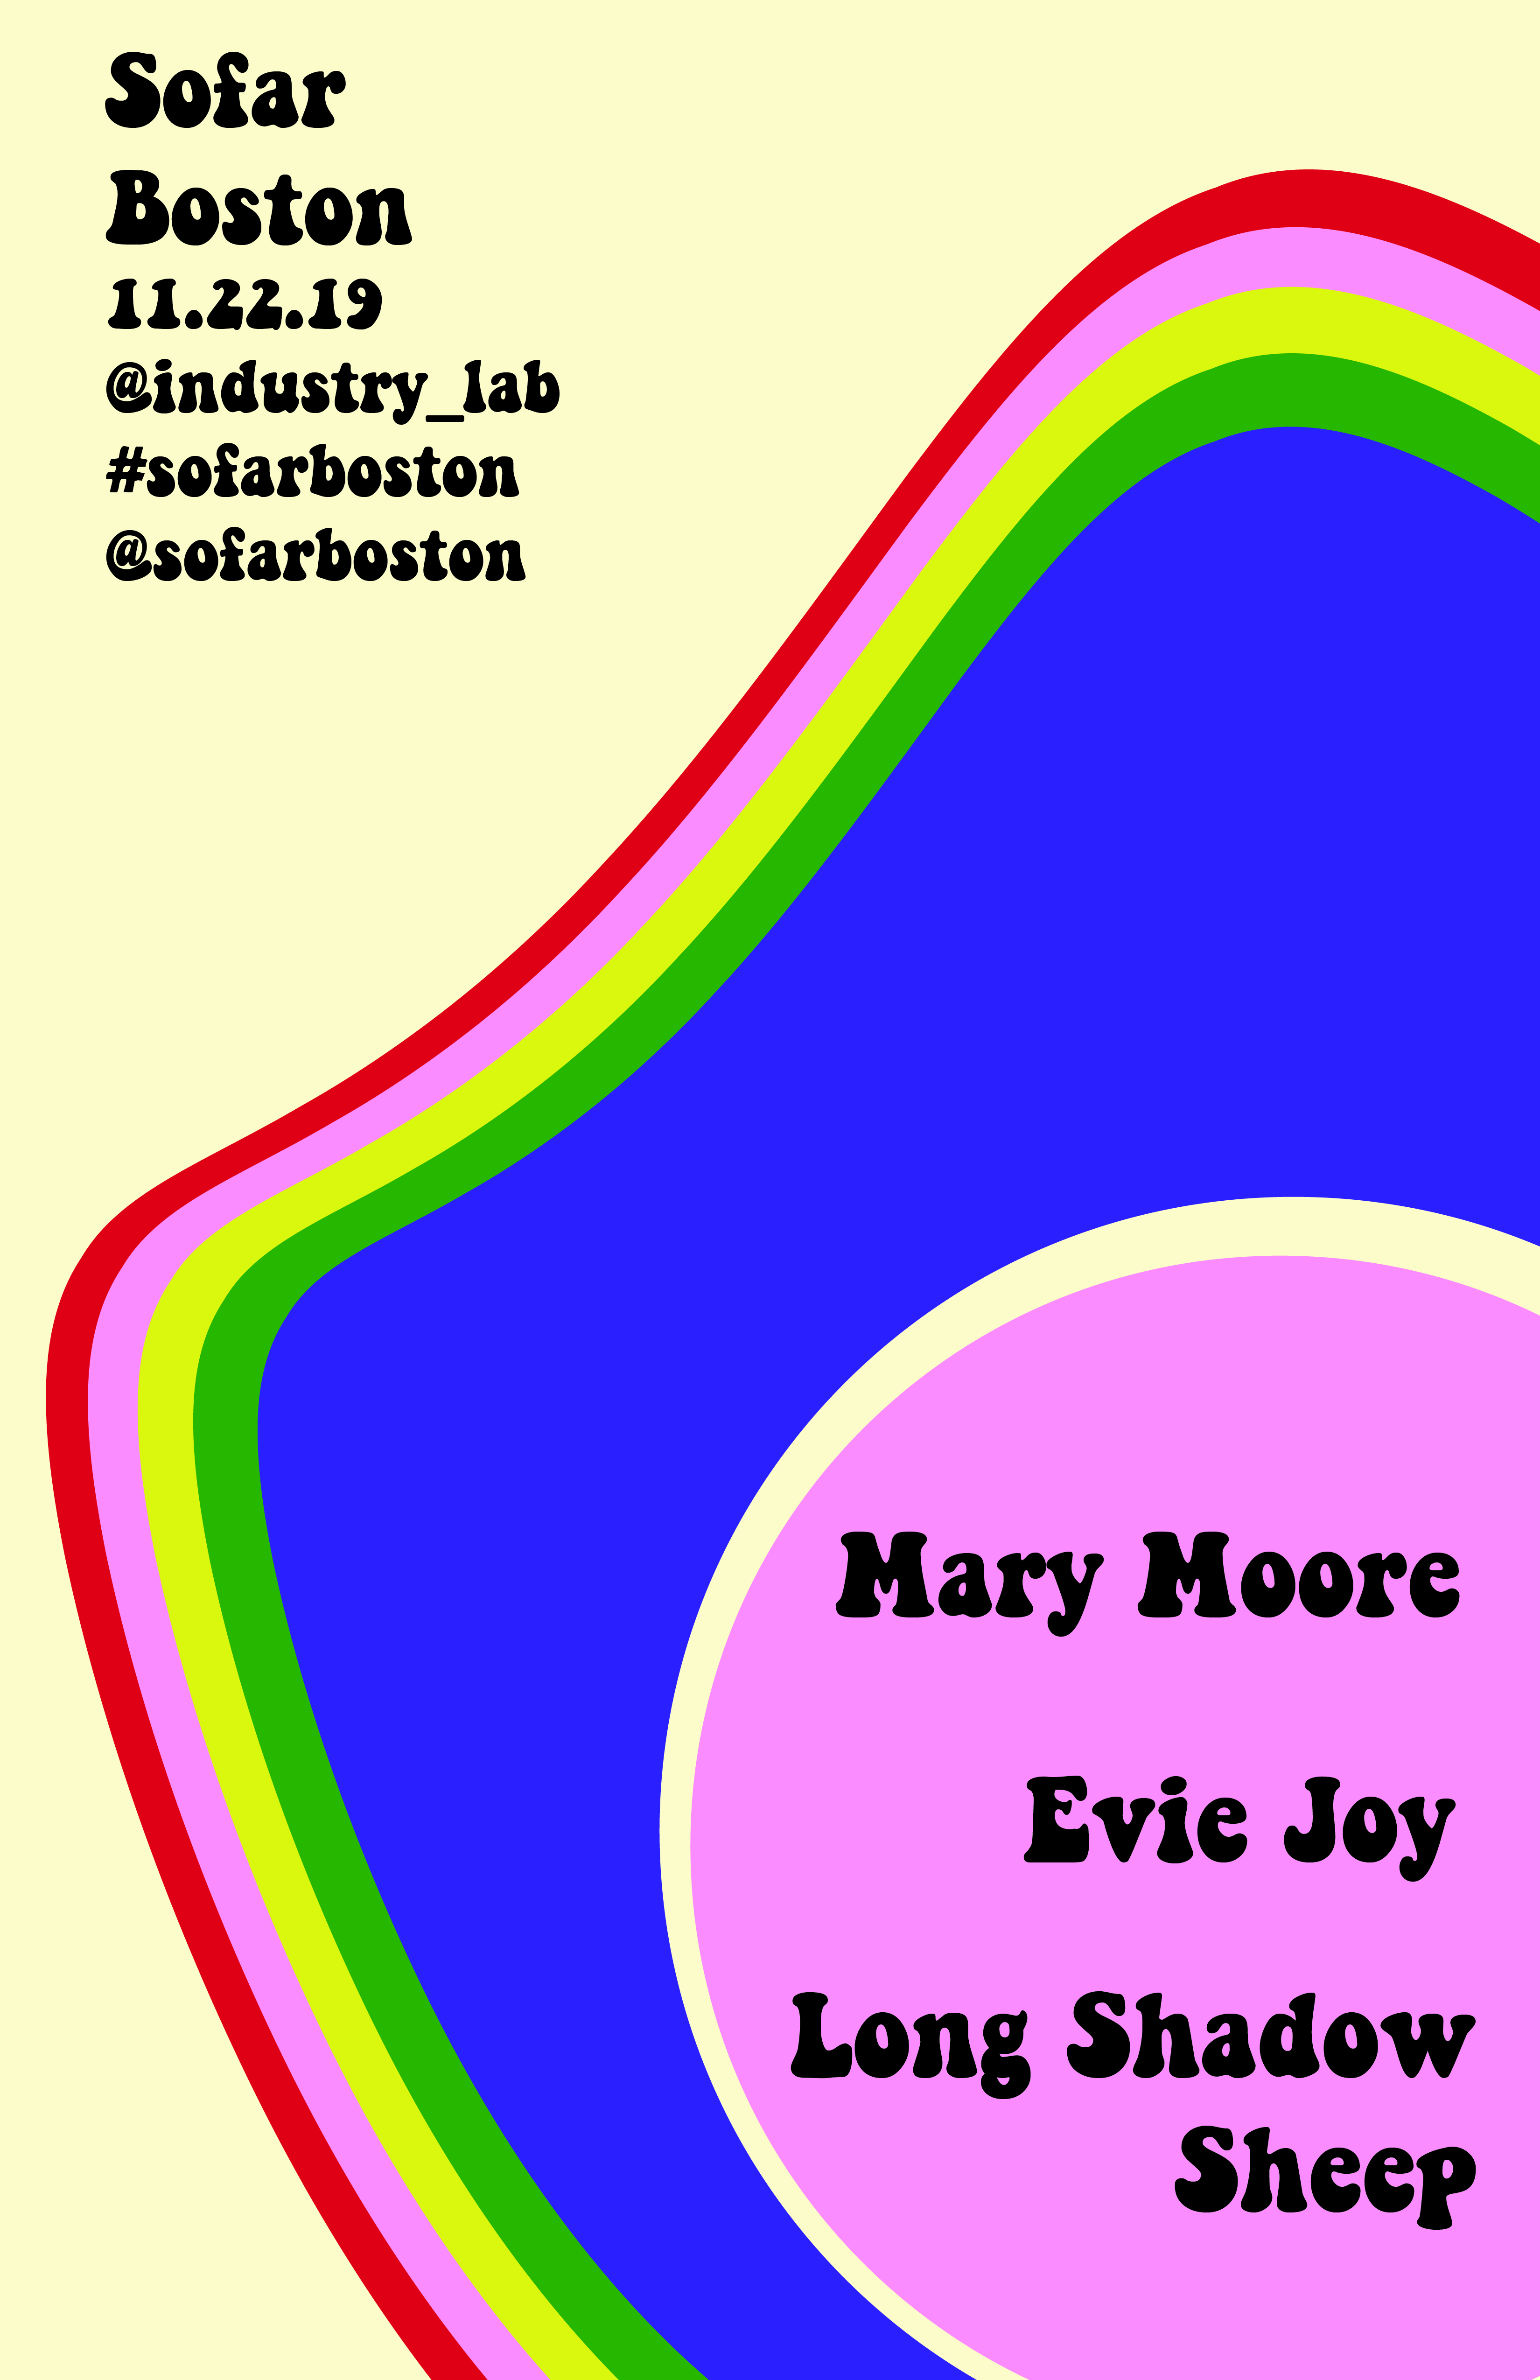 Sofar
Boston
11.22.19
@industry_lab
#sofarboston
@sofarboston
Mary Moore
Evie Joy
Long Shadow
Sheep